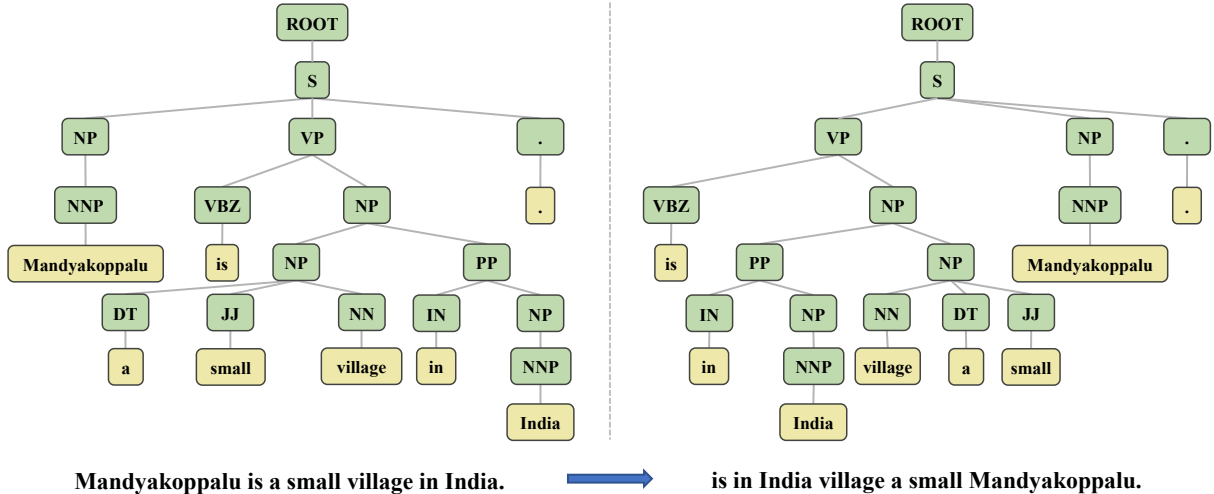 ROOT
S
NP VP .
NNP VBZ NP .
Mandyakoppalu is NP PP
DT JJ NN IN NP
a small village in NNP
India
Mandyakoppalu is a small village in India.
ROOT
S
VP NP .
VBZ NP NNP .
is PP NP Mandyakoppalu
IN NP NN DT JJ
in NNP village a small
India
is in India village a small Mandyakoppalu.